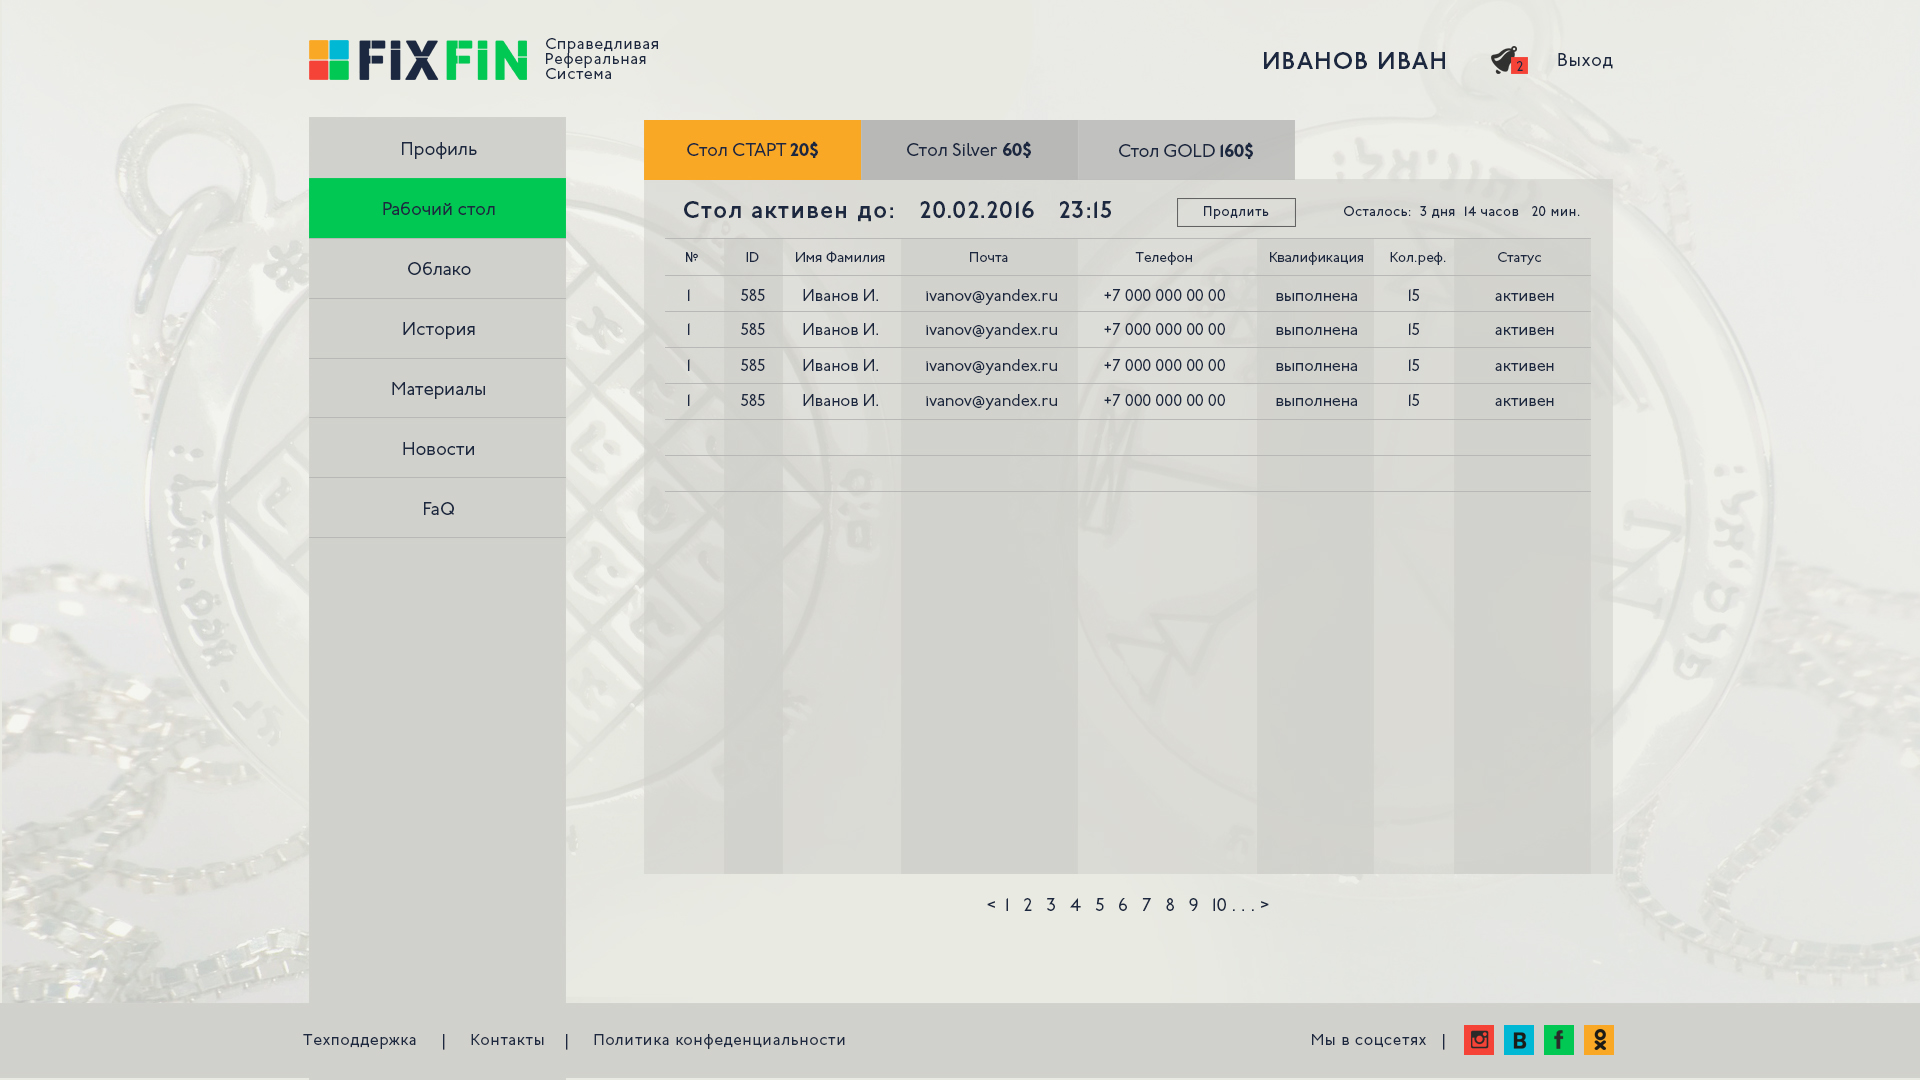 FIXFIN
Справедливая
Реферальная
Система
ИВАНОВ ИВАН
2
Выход
Профиль
Рабочий стол
Облако
История
Материалы
Новости
FaQ
Стол СТАРТ 20$
Стол Silver 60$
Стол GOLD 160$
Стол активен до: 20.02.2016 23:15
Продлить
Осталось: 3 дня 14 часов 20 мин.
№ ID Имя Фамилия Почта Телефон Квалификация Кол.реф. Статус
1 585 Иванов И. ivanov@yandex.ru +7 000 000 00 00 выполнена 15 активен
1 585 Иванов И. ivanov@yandex.ru +7 000 000 00 00 выполнена 15 активен
1 585 Иванов И. ivanov@yandex.ru +7 000 000 00 00 выполнена 15 активен
1 585 Иванов И. ivanov@yandex.ru +7 000 000 00 00 выполнена 15 активен
< 1 2 3 4 5 6 7 8 9 10 . . . >
Техподдержка | Контакты | Политика конфеденциальности
Мы в соцсетях |